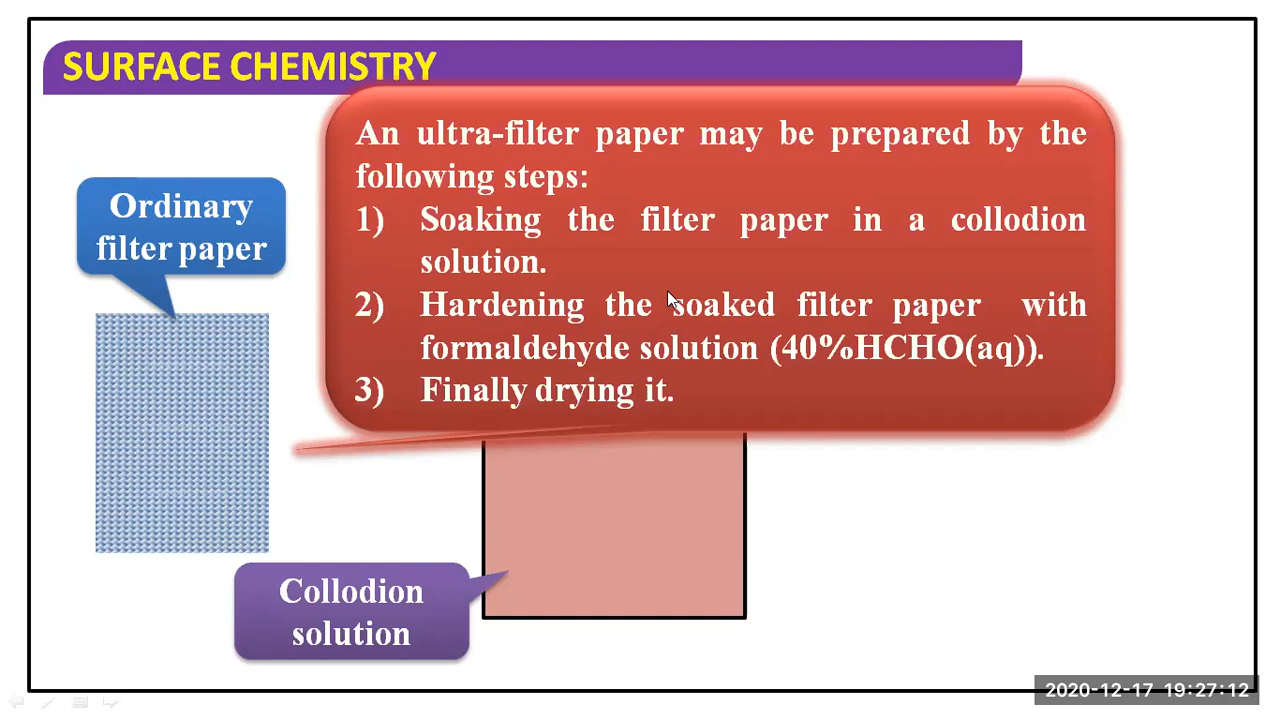 SURFACE CHEMISTRY
An ultra-filter paper may be prepared by the
following steps:
1) Soaking the filter paper in a collodion
solution.
2) Hardening the soaked filter paper with
formaldehyde solution (40%HCHO(aq)).
3) Finally drying it.
Ordinary
filter paper
Collodion
solution
2020-12-17 19:27:12